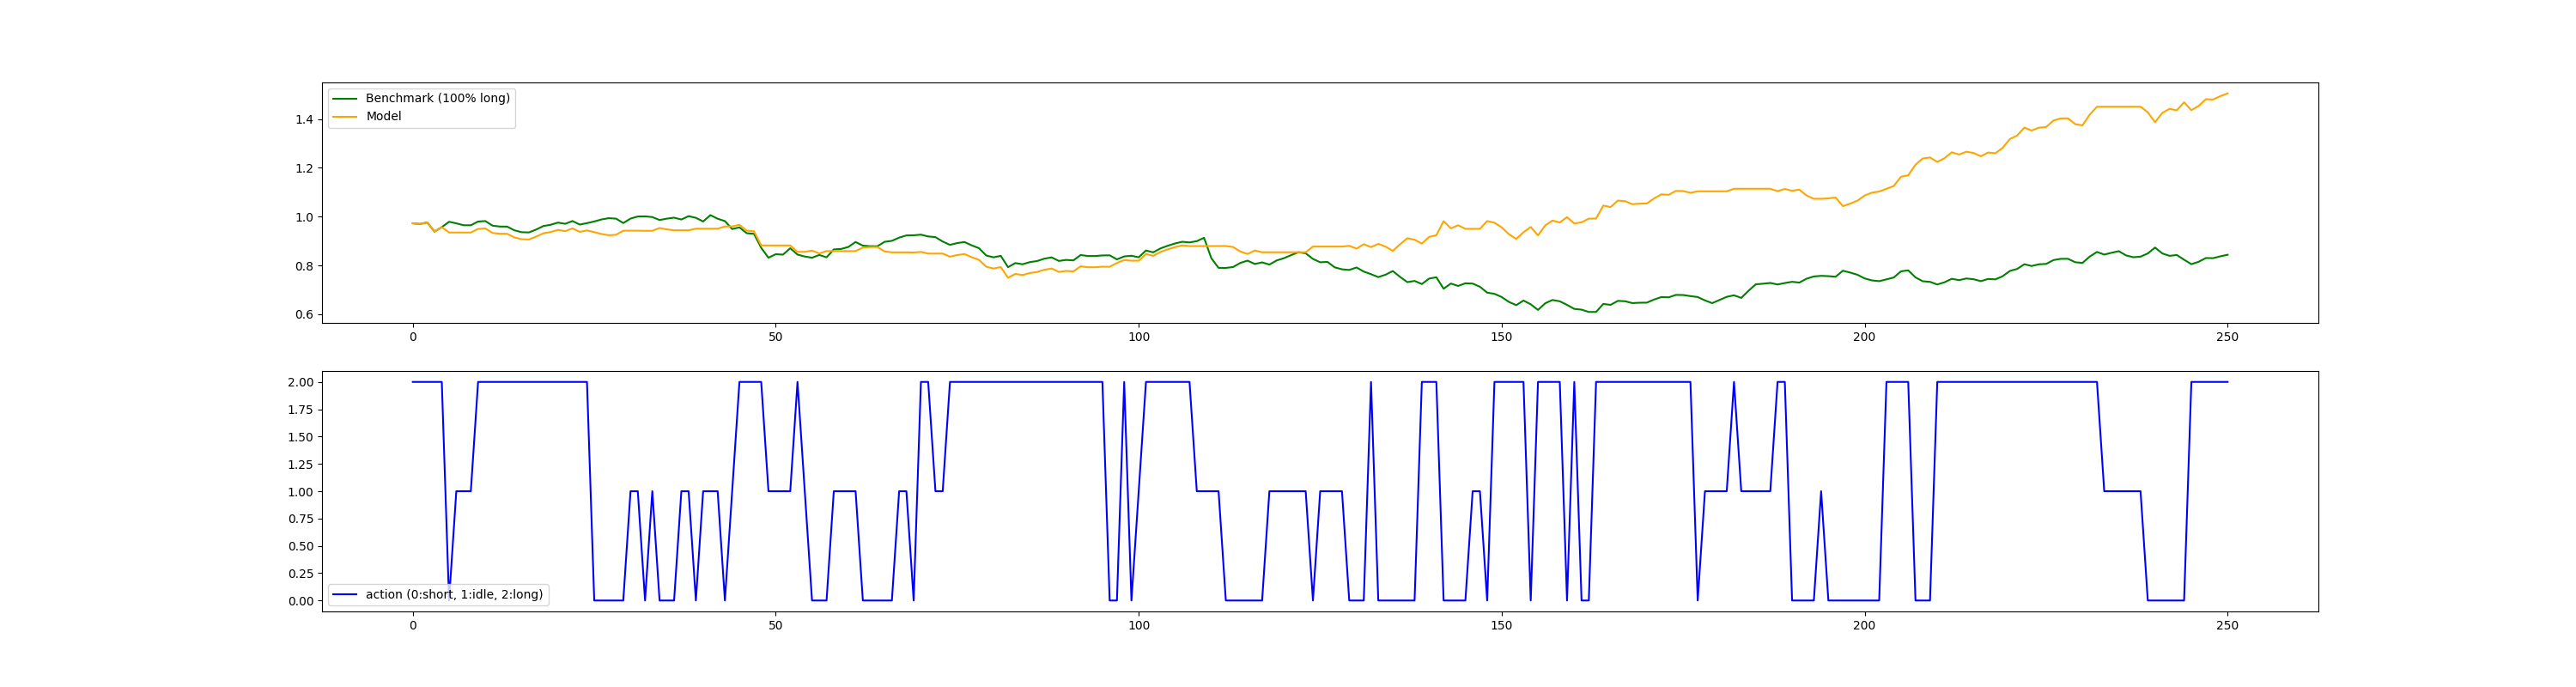 Benchmark (100% long)
Model
1.4
1.2
1.0
0.8
0.6
0 50 100 150 200 250
2.00
1.75
1.50
1.25
1.00
0.75
0.50
0.25
0.00
action (0:short, 1:idle, 2:long)
0 50 100 150 200 250